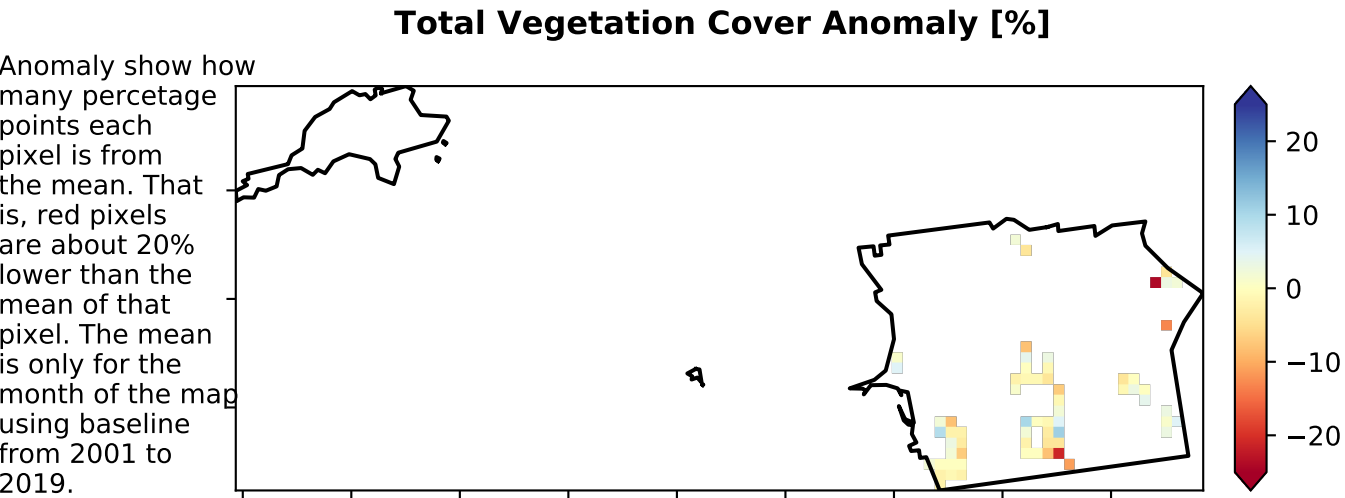 Total Vegetation Cover Anomaly [%]
Anomaly show how
many percetage
points each
pixel is from
the mean. That
is, red pixels
are about 20%
lower than the
mean of that
pixel. The mean
is only for the
month of the map
using baseline
from 2001 to
2019.
20
10
0
−10
−20